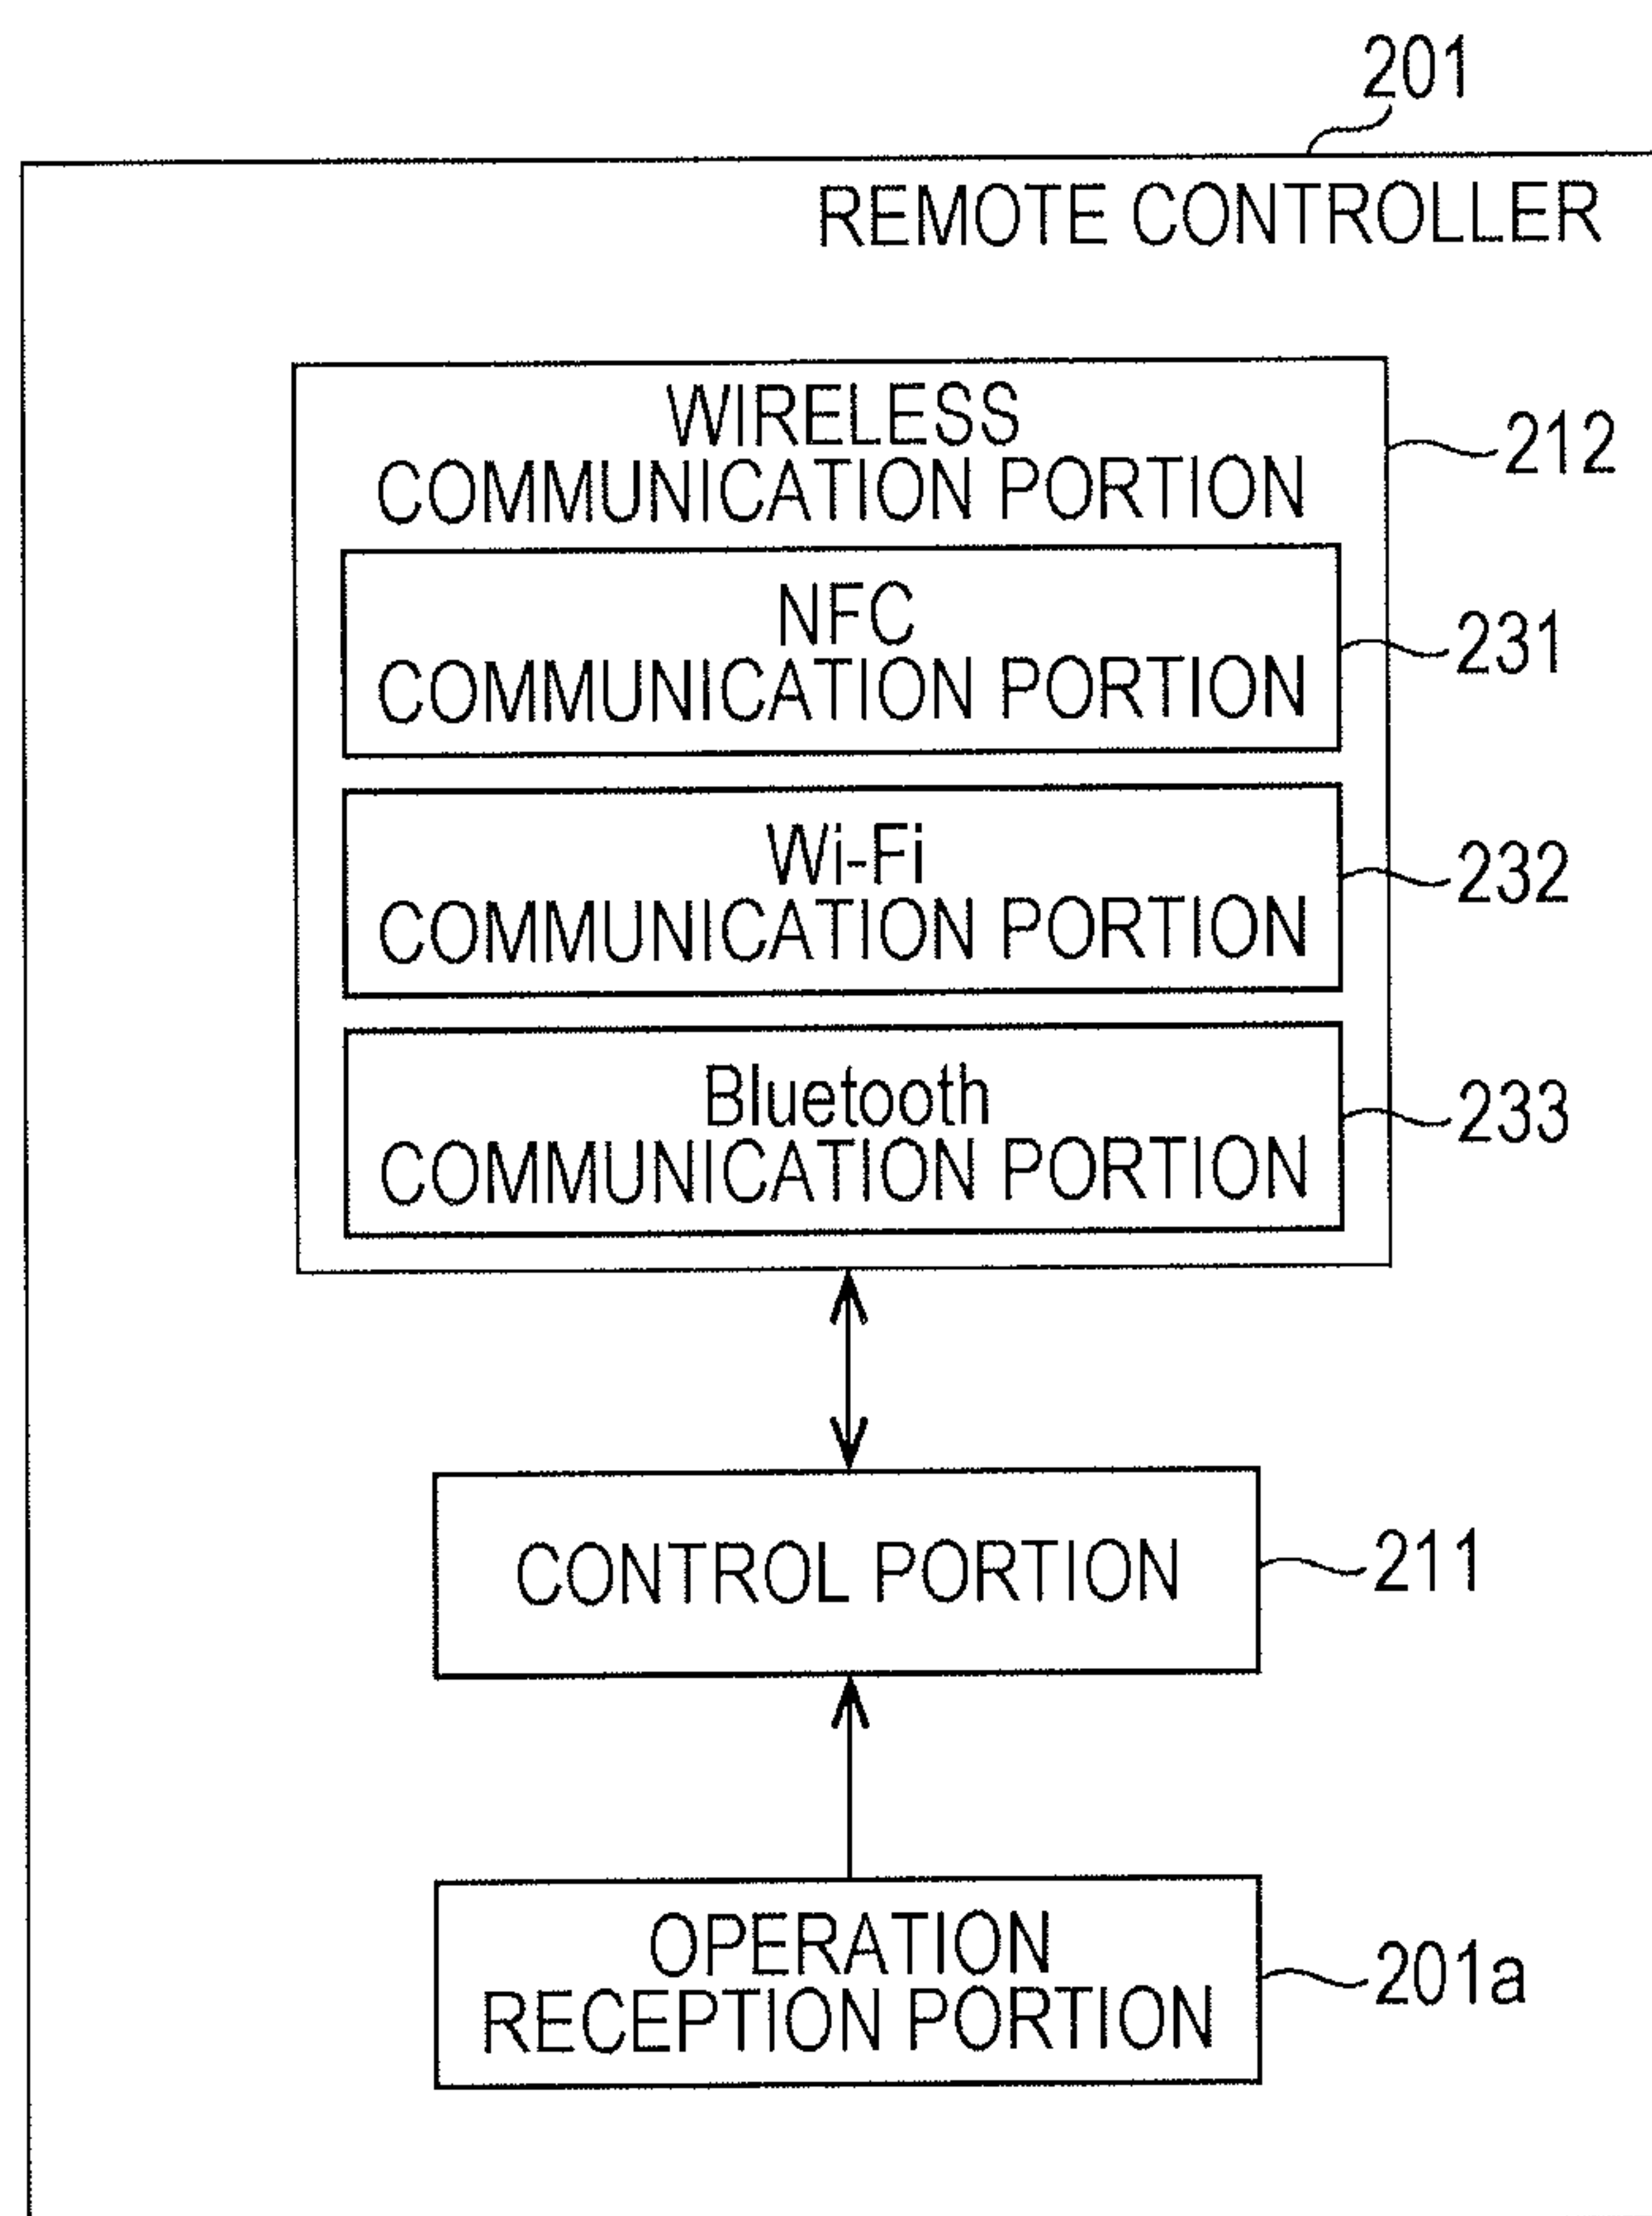 201
REMOTE CONTROLLER
WIRELESS
COMMUNICATION PORTION
212
NFC
COMMUNICATION PORTION
231
Wi-Fi
COMMUNICATION PORTION
232
Bluetooth
COMMUNICATION PORTION
233
CONTROL PORTION
211
OPERATION
RECEPTION PORTION
201a